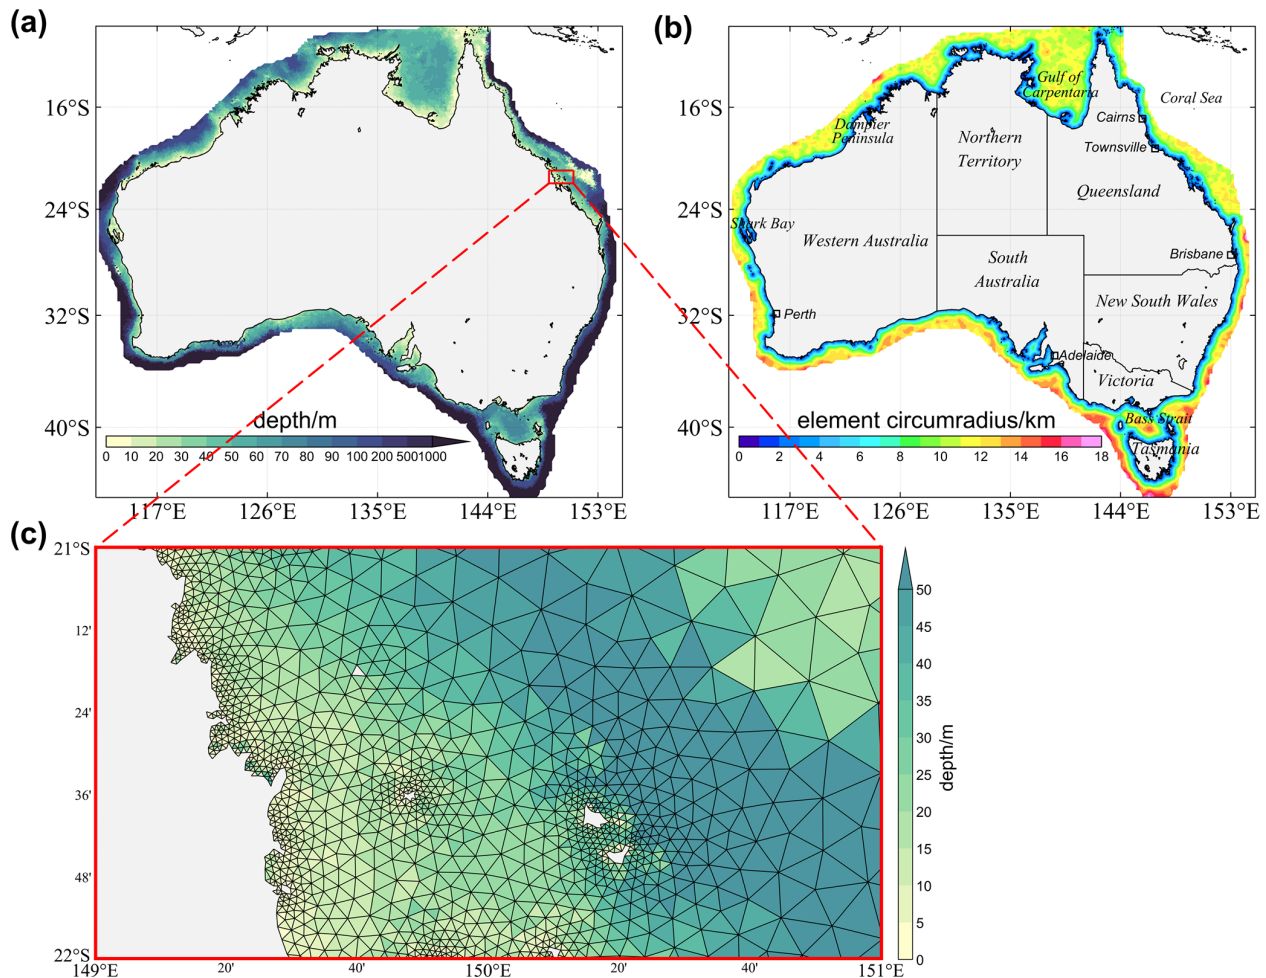 (a)
16°S
24°S
32°S
40°S
depth/m
0 10 20 30 40 50 60 70 80 90 100 200 500 1000
117°E 126°E 135°E 144°E 153°E
(b)
16°S
24°S
32°S
40°S
Gulf of
Carpentaria
Coral Sea
Cairns
Dampier
Peninsula
Northern
Territory
Townsville
Queensland
Shark Bay
Western Australia
South
Australia
Brisbane
New South Wales
Perth
Adelaide
Victoria
Bass Strait
Tasmania
element circumradius/km
0 2 4 6 8 10 12 14 16 18
117°E 126°E 135°E 144°E 153°E
(c)
21°S
12'
24'
36'
48'
22°S
149°E 20' 40' 150°E 20' 40' 151°E
50
45
40
35
30
25
20
15
10
5
0
depth/m